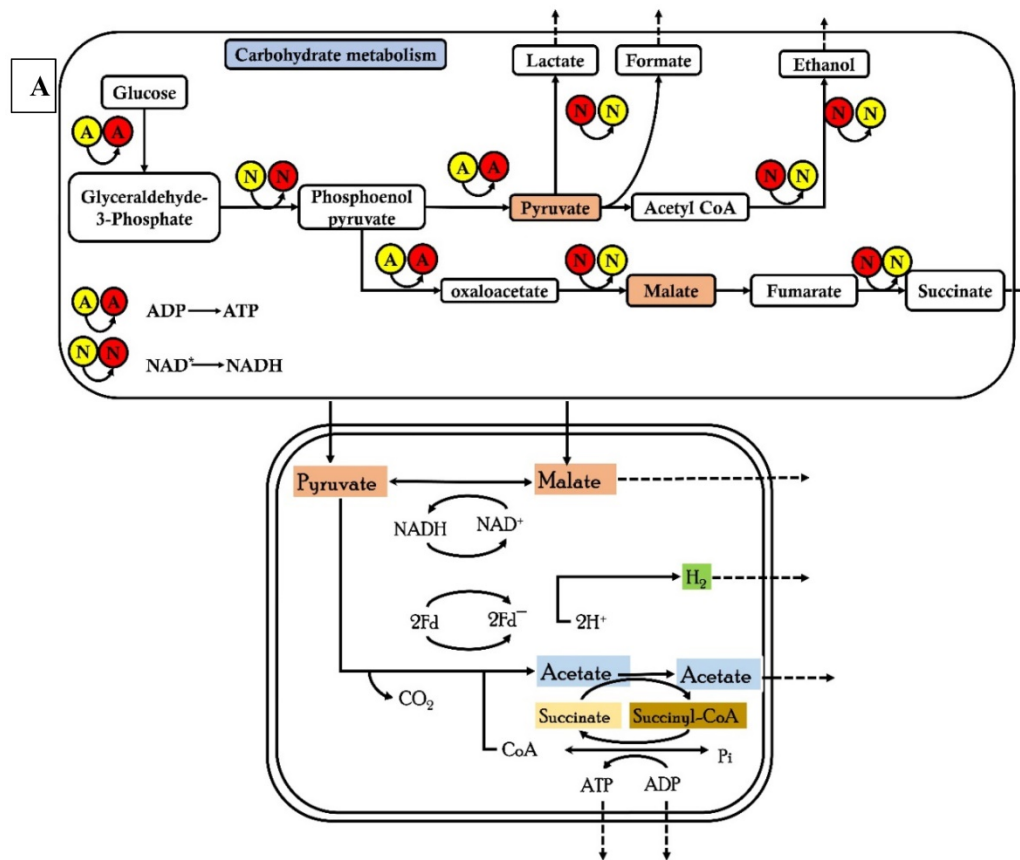 A
Carbohydrate metabolism
Lactate
Formate
Ethanol
Glucose
N N
N N
A A
N N
A A
N N
Glyceraldehyde-
3-Phosphate
Phosphoenol
pyruvate
Pyruvate
Acetyl CoA
A A
N N
N N
oxaloacetate
Malate
Fumarate
Succinate
A A
ADP
ATP
N N
NAD⁺
NADH
Pyruvate
Malate
NADH
NAD⁺
H₂
2Fd
2Fd⁻
2H⁺
Acetate
Acetate
CO₂
Succinate
Succinyl-CoA
CoA
Pi
ATP
ADP